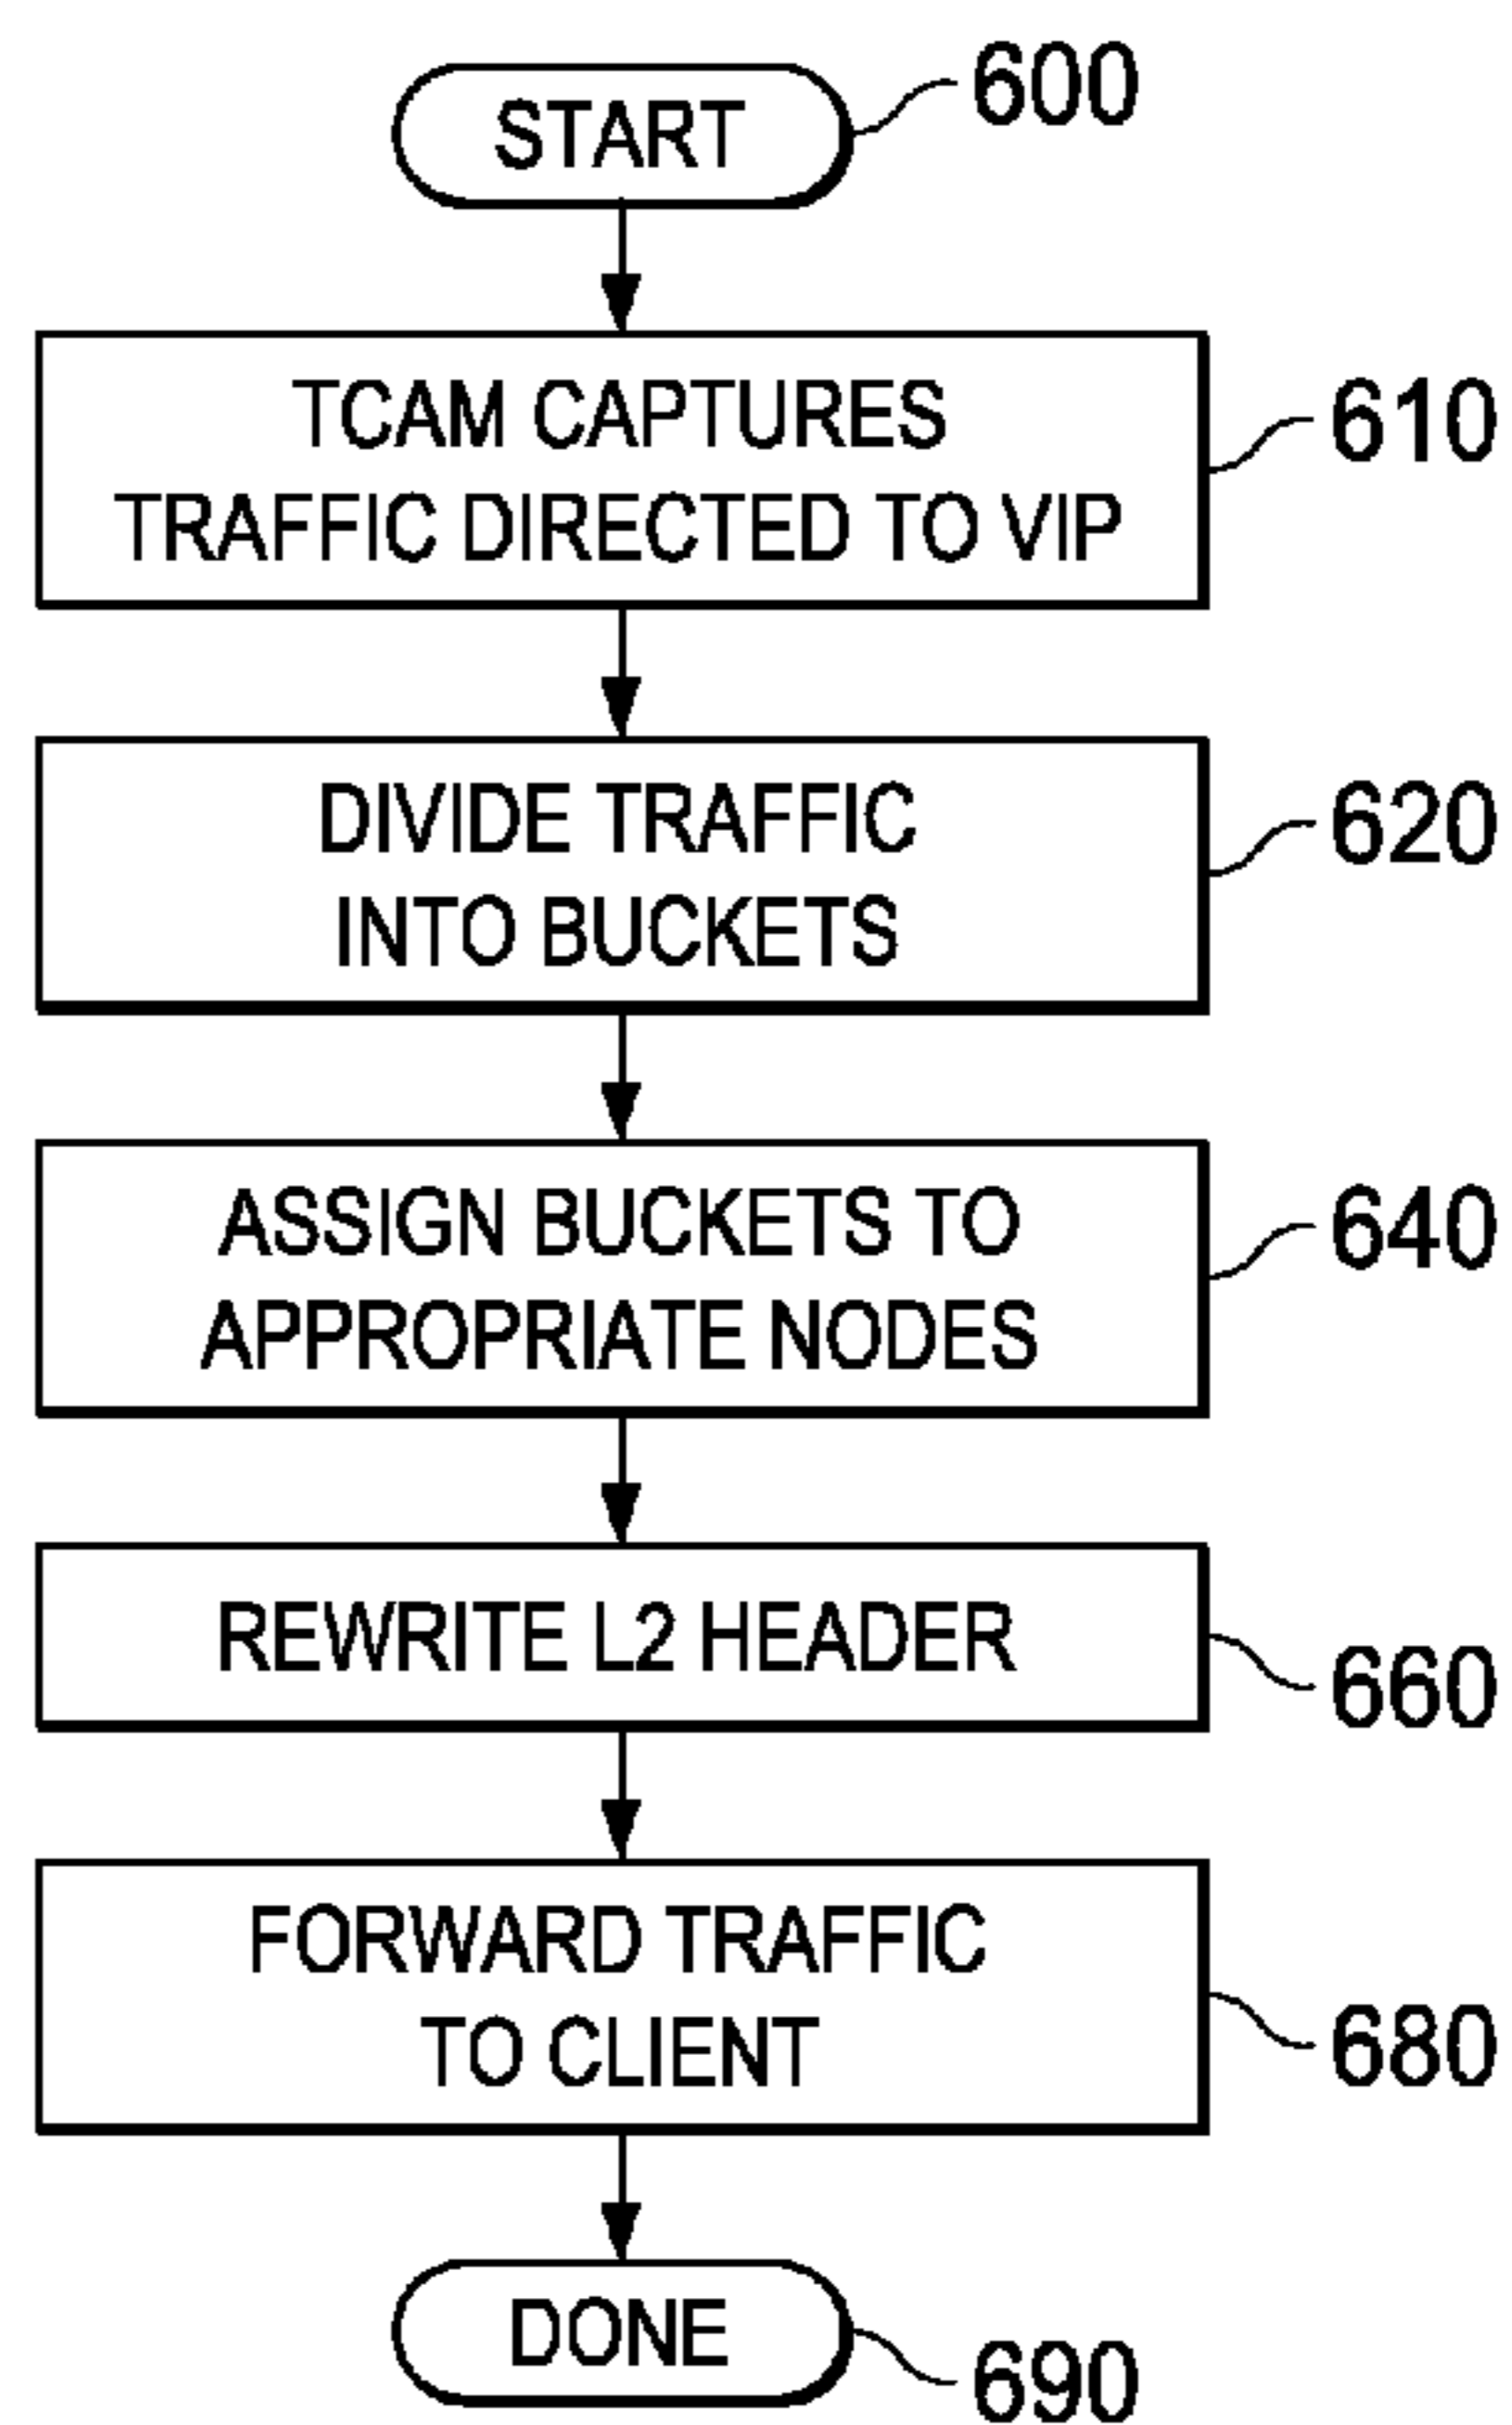 START
600
TCAM CAPTURES
TRAFFIC DIRECTED TO VIP
610
DIVIDE TRAFFIC
INTO BUCKETS
620
ASSIGN BUCKETS TO
APPROPRIATE NODES
640
REWRITE L2 HEADER
660
FORWARD TRAFFIC
TO CLIENT
680
DONE
690